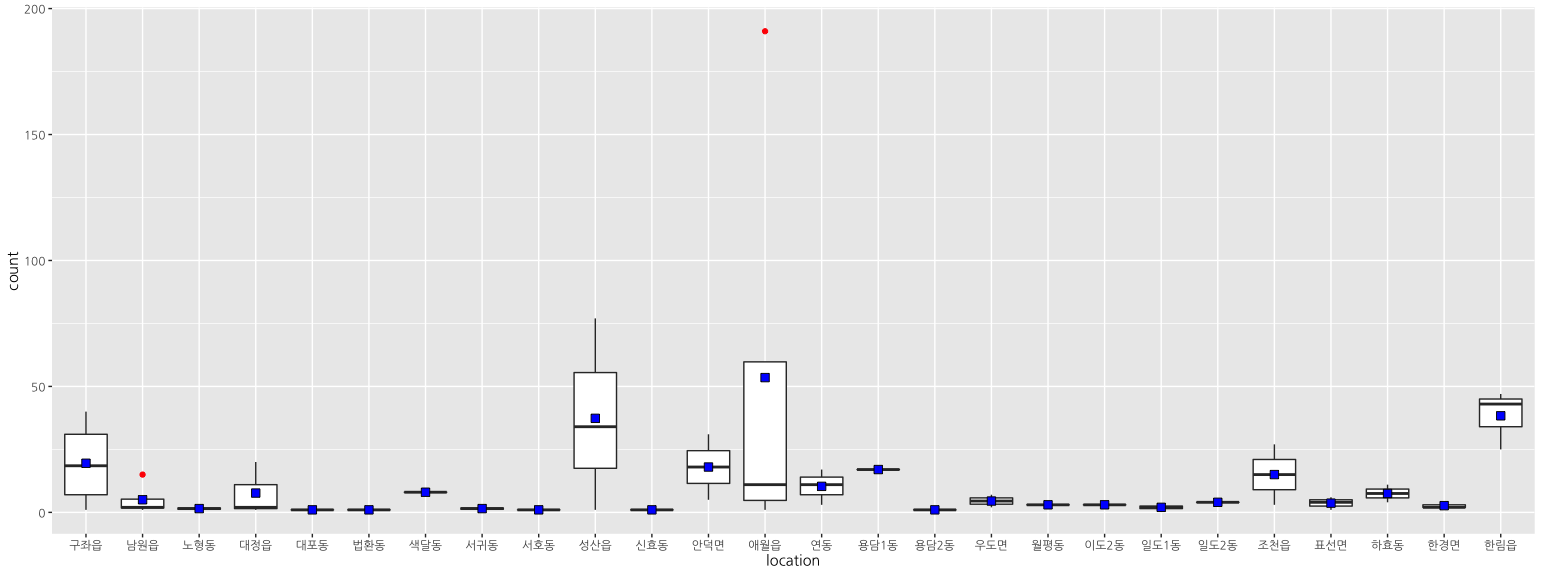 200
150
100
50
0
count
구좌읍 남원읍 노형동 대정읍 대포동 법환동 색달동 서귀동 서호동 성산읍 신효동 안덕면 애월읍 연동 용담1동 용담2동 우도면 월평동 이도2동 일도1동 일도2동 조천읍 표선면 하효동 한경면 한림읍
location